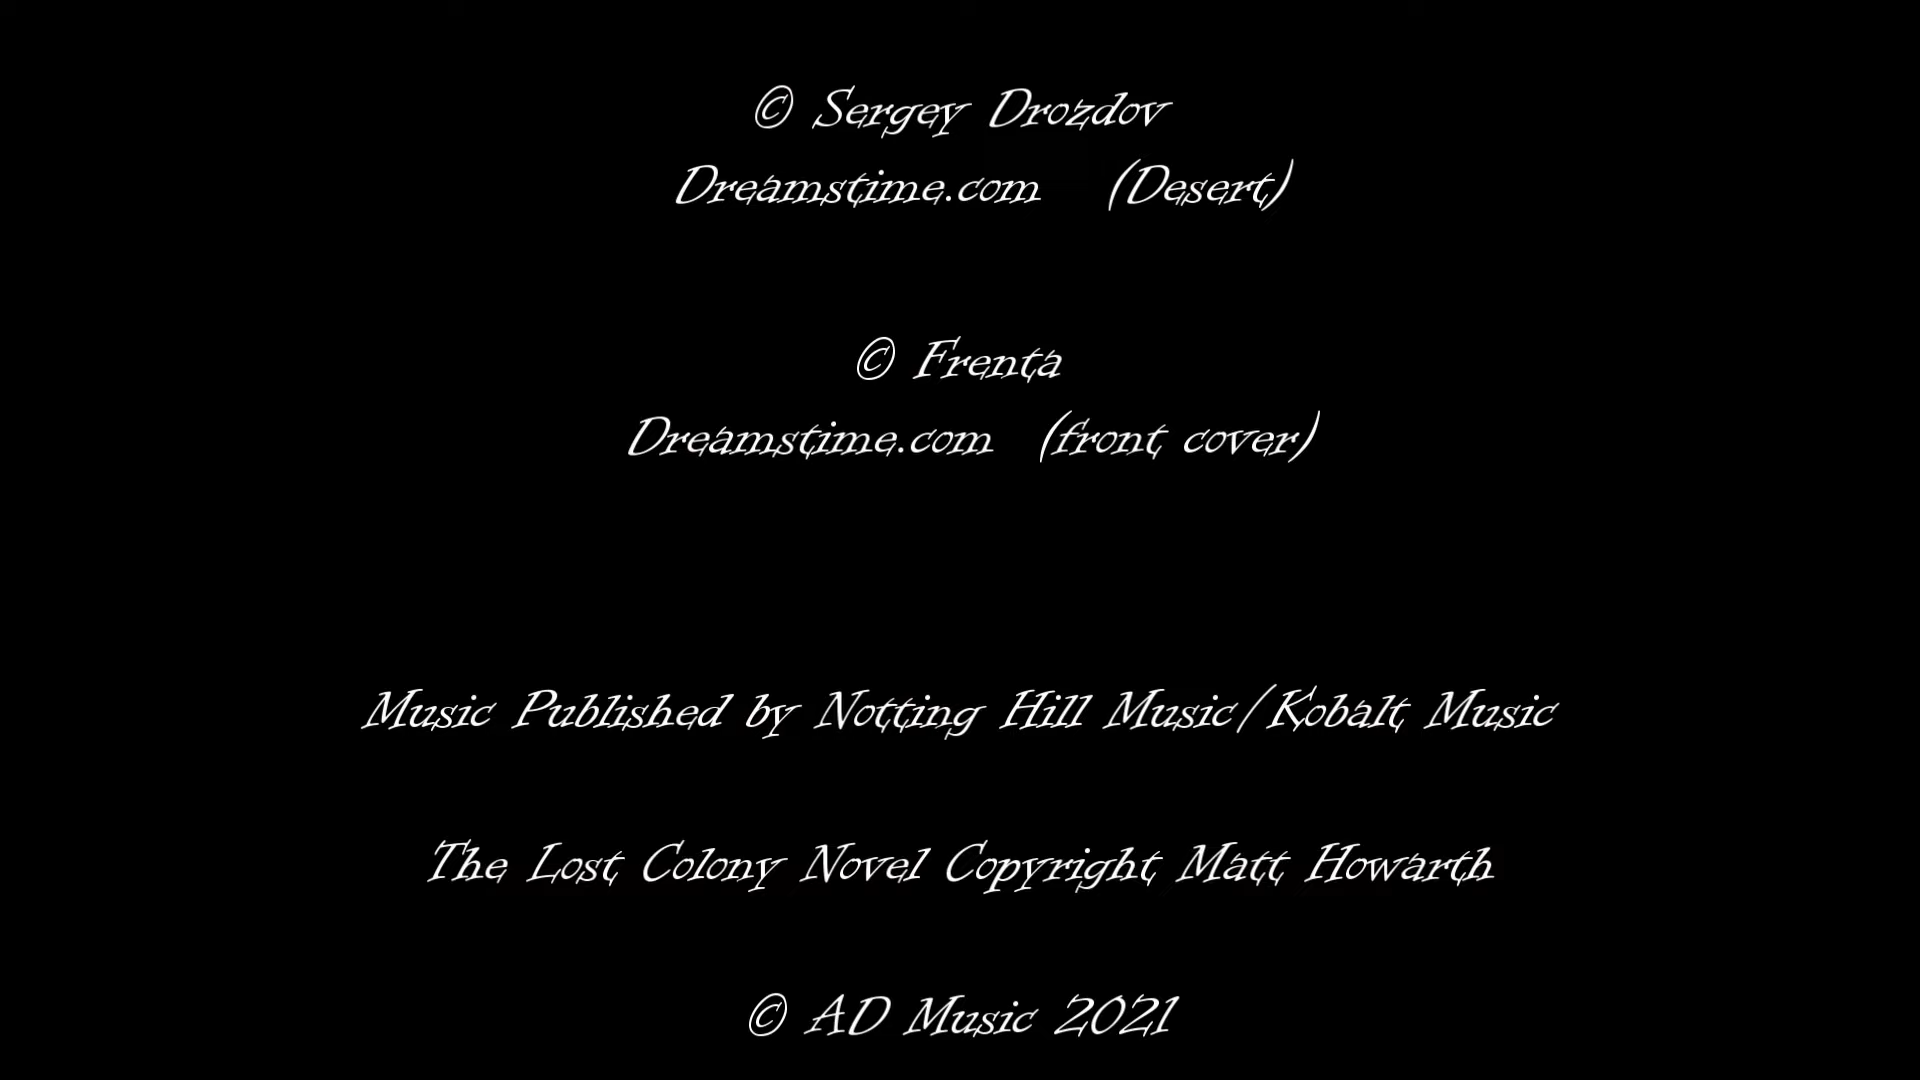 © Sergey Drozdov
Dreamstime.com (Desert)
© Frenta
Dreamstime.com (front cover)
Music Published by Notting Hill Music/Kobalt Music
The Lost Colony Novel Copyright Matt Howarth
© AD Music 2021